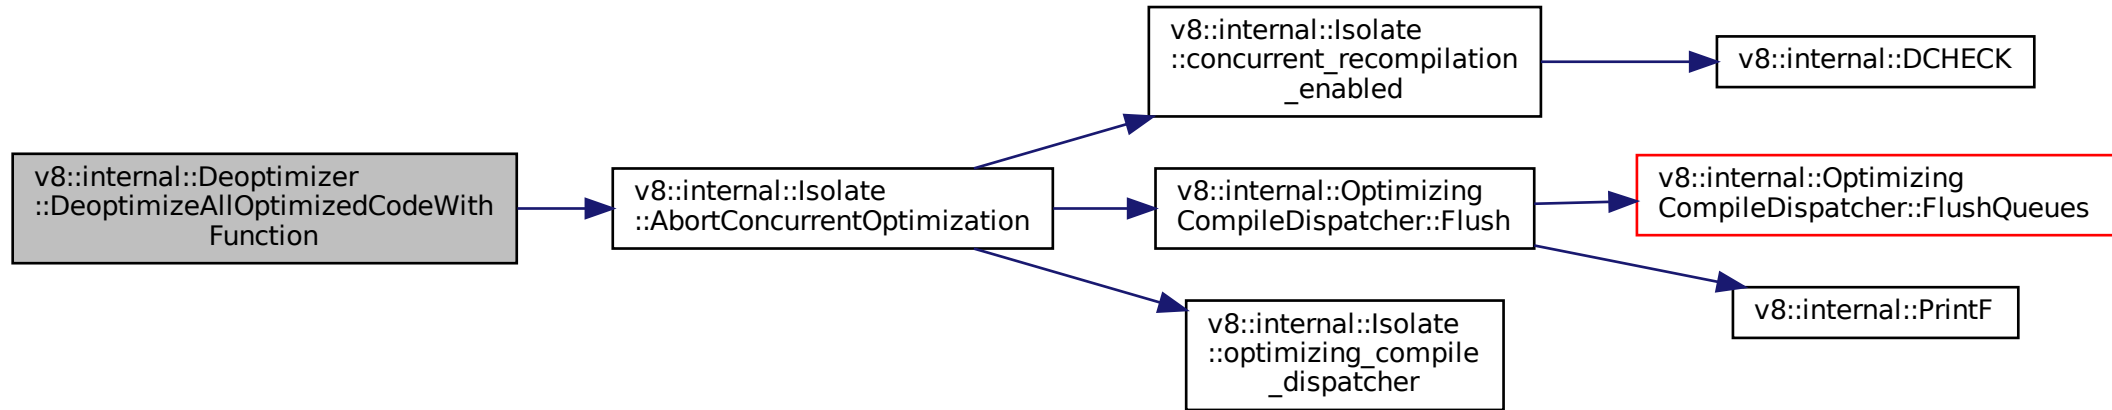 v8::internal::Deoptimizer
::DeoptimizeAllOptimizedCodeWith
Function
v8::internal::Isolate
::AbortConcurrentOptimization
v8::internal::Isolate
::concurrent_recompilation
_enabled
v8::internal::DCHECK
v8::internal::Optimizing
CompileDispatcher::Flush
v8::internal::Optimizing
CompileDispatcher::FlushQueues
v8::internal::PrintF
v8::internal::Isolate
::optimizing_compile
_dispatcher